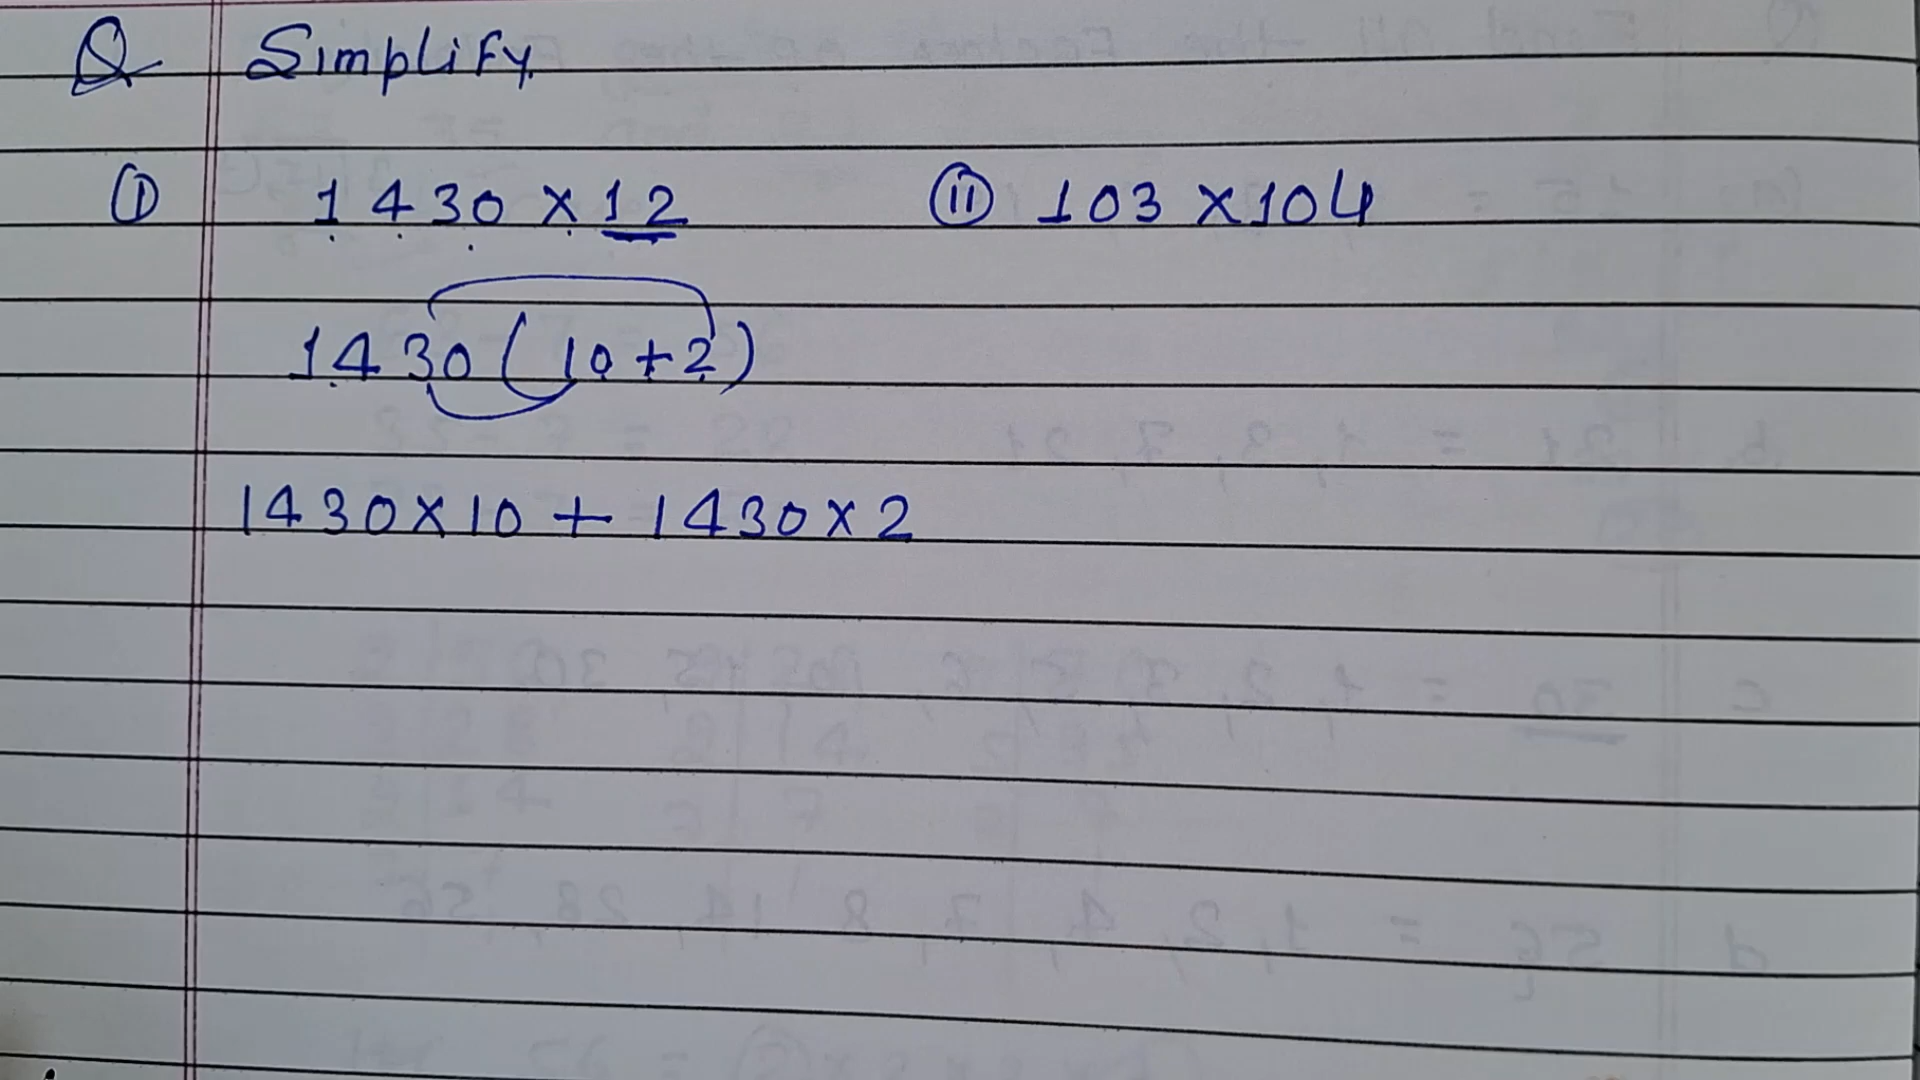 Q Simplify
(I) 1430 × 12 (II) 103 × 104
1430 ( 10 + 2 )
1430 × 10 + 1430 × 2